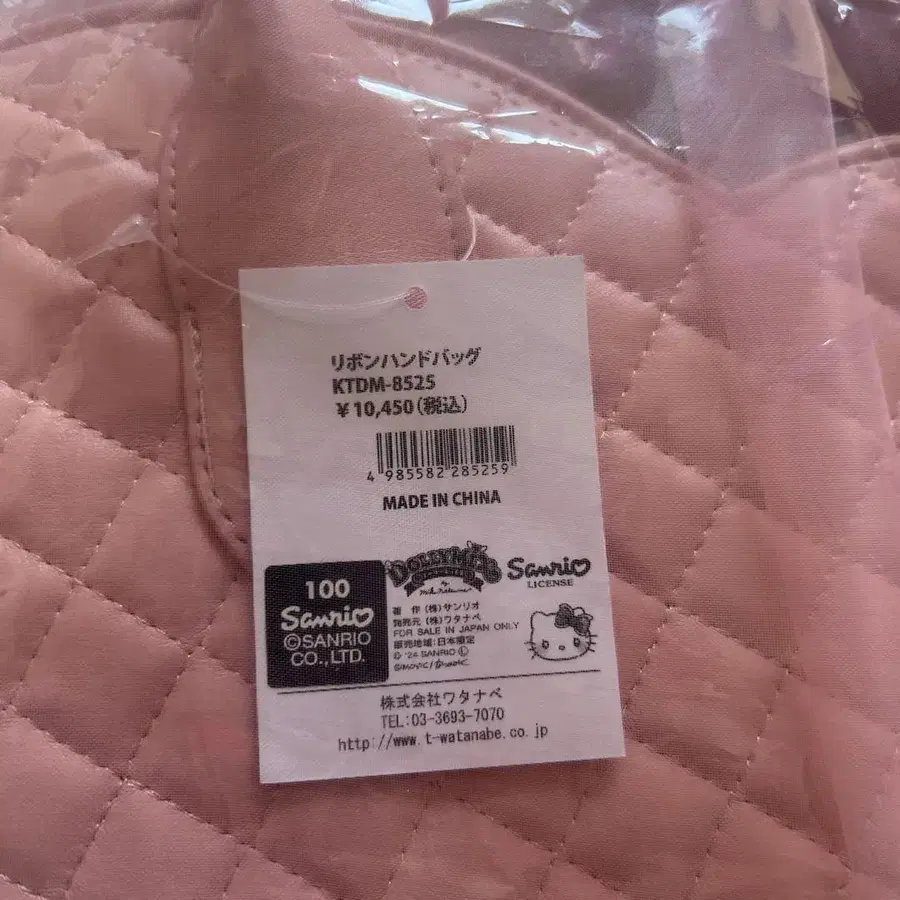 リボンハンドバッグ
KTDM-8525
¥10,450(税込)
4 985582 285259
MADE IN CHINA
100
Sanrio
©SANRIO
CO.,LTD.
DOLLYMIX
Sanrio
LICENSE
著 作 (株)サンリオ
発売元 (株)ワタナベ
FOR SALE IN JAPAN ONLY
販売地域:日本限定
© '24 SANRIO Ⓛ
©MOVIC/
株式会社ワタナベ
TEL:03-3693-7070
http://www.t-watanabe.co.jp